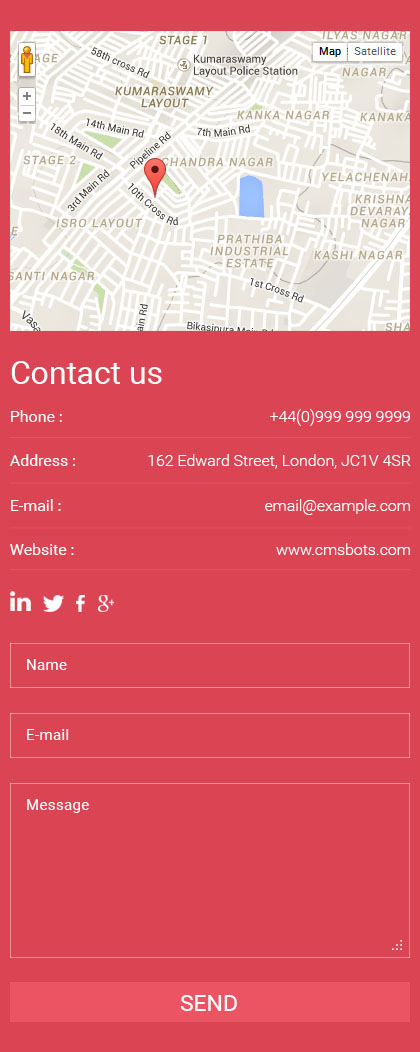 STAGE 1
ILYAS NAGAR
58th cross Rd
Kumaraswamy
Layout Police Station
Map
Satellite
KUMARASWAMY
LAYOUT
KANKA NAGAR
KANAKA
18th Main Rd
14th Main Rd
Pipeline Rd
7th Main Rd
STAGE 2
CHANDRA NAGAR
YELACHENAH
3rd Main Rd
10th Cross Rd
KRISHNA
DEVARAY
NAGAR
ISRO LAYOUT
PRATHIBA
INDUSTRIAL
ESTATE
KASHI NAGAR
SANTI NAGAR
1st Cross Rd
Vasa
Main Rd
Bikasipura Main Rd
SHA
Contact us
Phone : +44(0)999 999 9999
Address : 162 Edward Street, London, JC1V 4SR
E-mail : email@example.com
Website : www.cmsbots.com
in f g+
Name
E-mail
Message
SEND